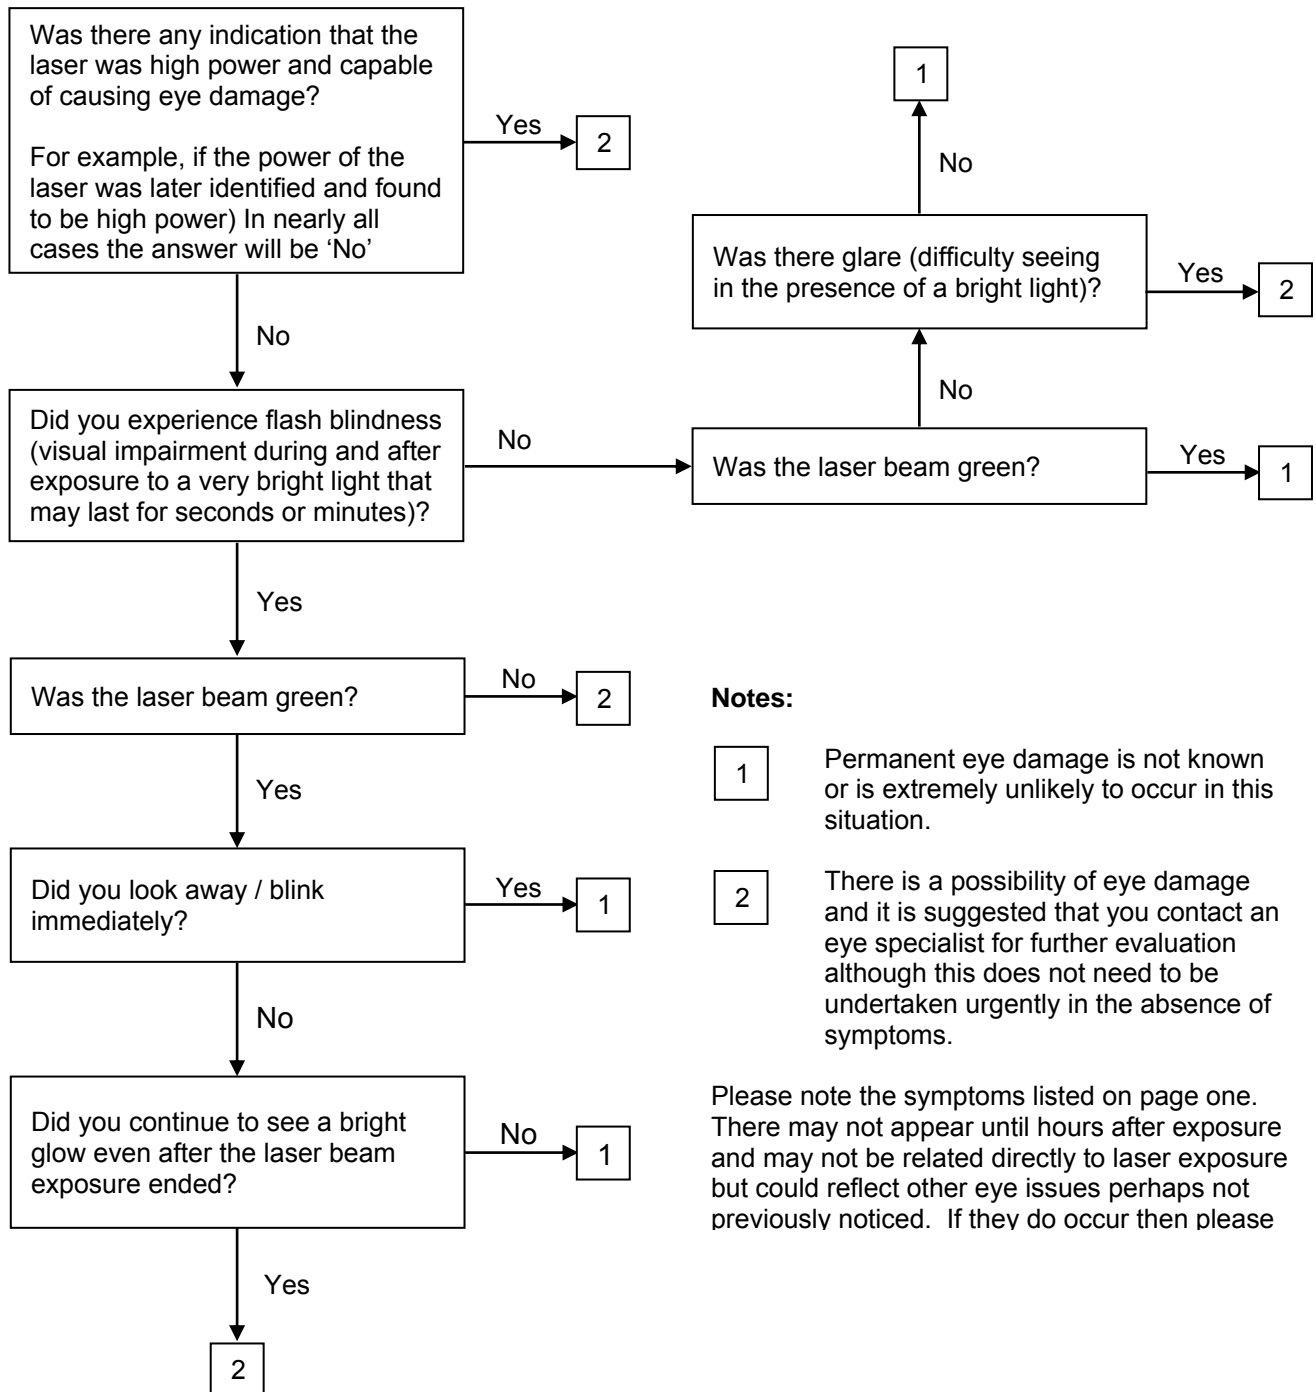 Was there any indication that the
laser was high power and capable
of causing eye damage?
For example, if the power of the
laser was later identified and found
to be high power) In nearly all
cases the answer will be ‘No’
Yes
2
No
1
No
Was there glare (difficulty seeing
in the presence of a bright light)?
Yes
2
No
Did you experience flash blindness
(visual impairment during and after
exposure to a very bright light that
may last for seconds or minutes)?
No
Was the laser beam green?
Yes
1
Yes
Was the laser beam green?
No
2
Yes
Did you look away / blink
immediately?
Yes
1
No
Did you continue to see a bright
glow even after the laser beam
exposure ended?
No
1
Yes
2
Notes:
1
Permanent eye damage is not known
or is extremely unlikely to occur in this
situation.
2
There is a possibility of eye damage
and it is suggested that you contact an
eye specialist for further evaluation
although this does not need to be
undertaken urgently in the absence of
symptoms.
Please note the symptoms listed on page one.
There may not appear until hours after exposure
and may not be related directly to laser exposure
but could reflect other eye issues perhaps not
previously noticed.  If they do occur then please